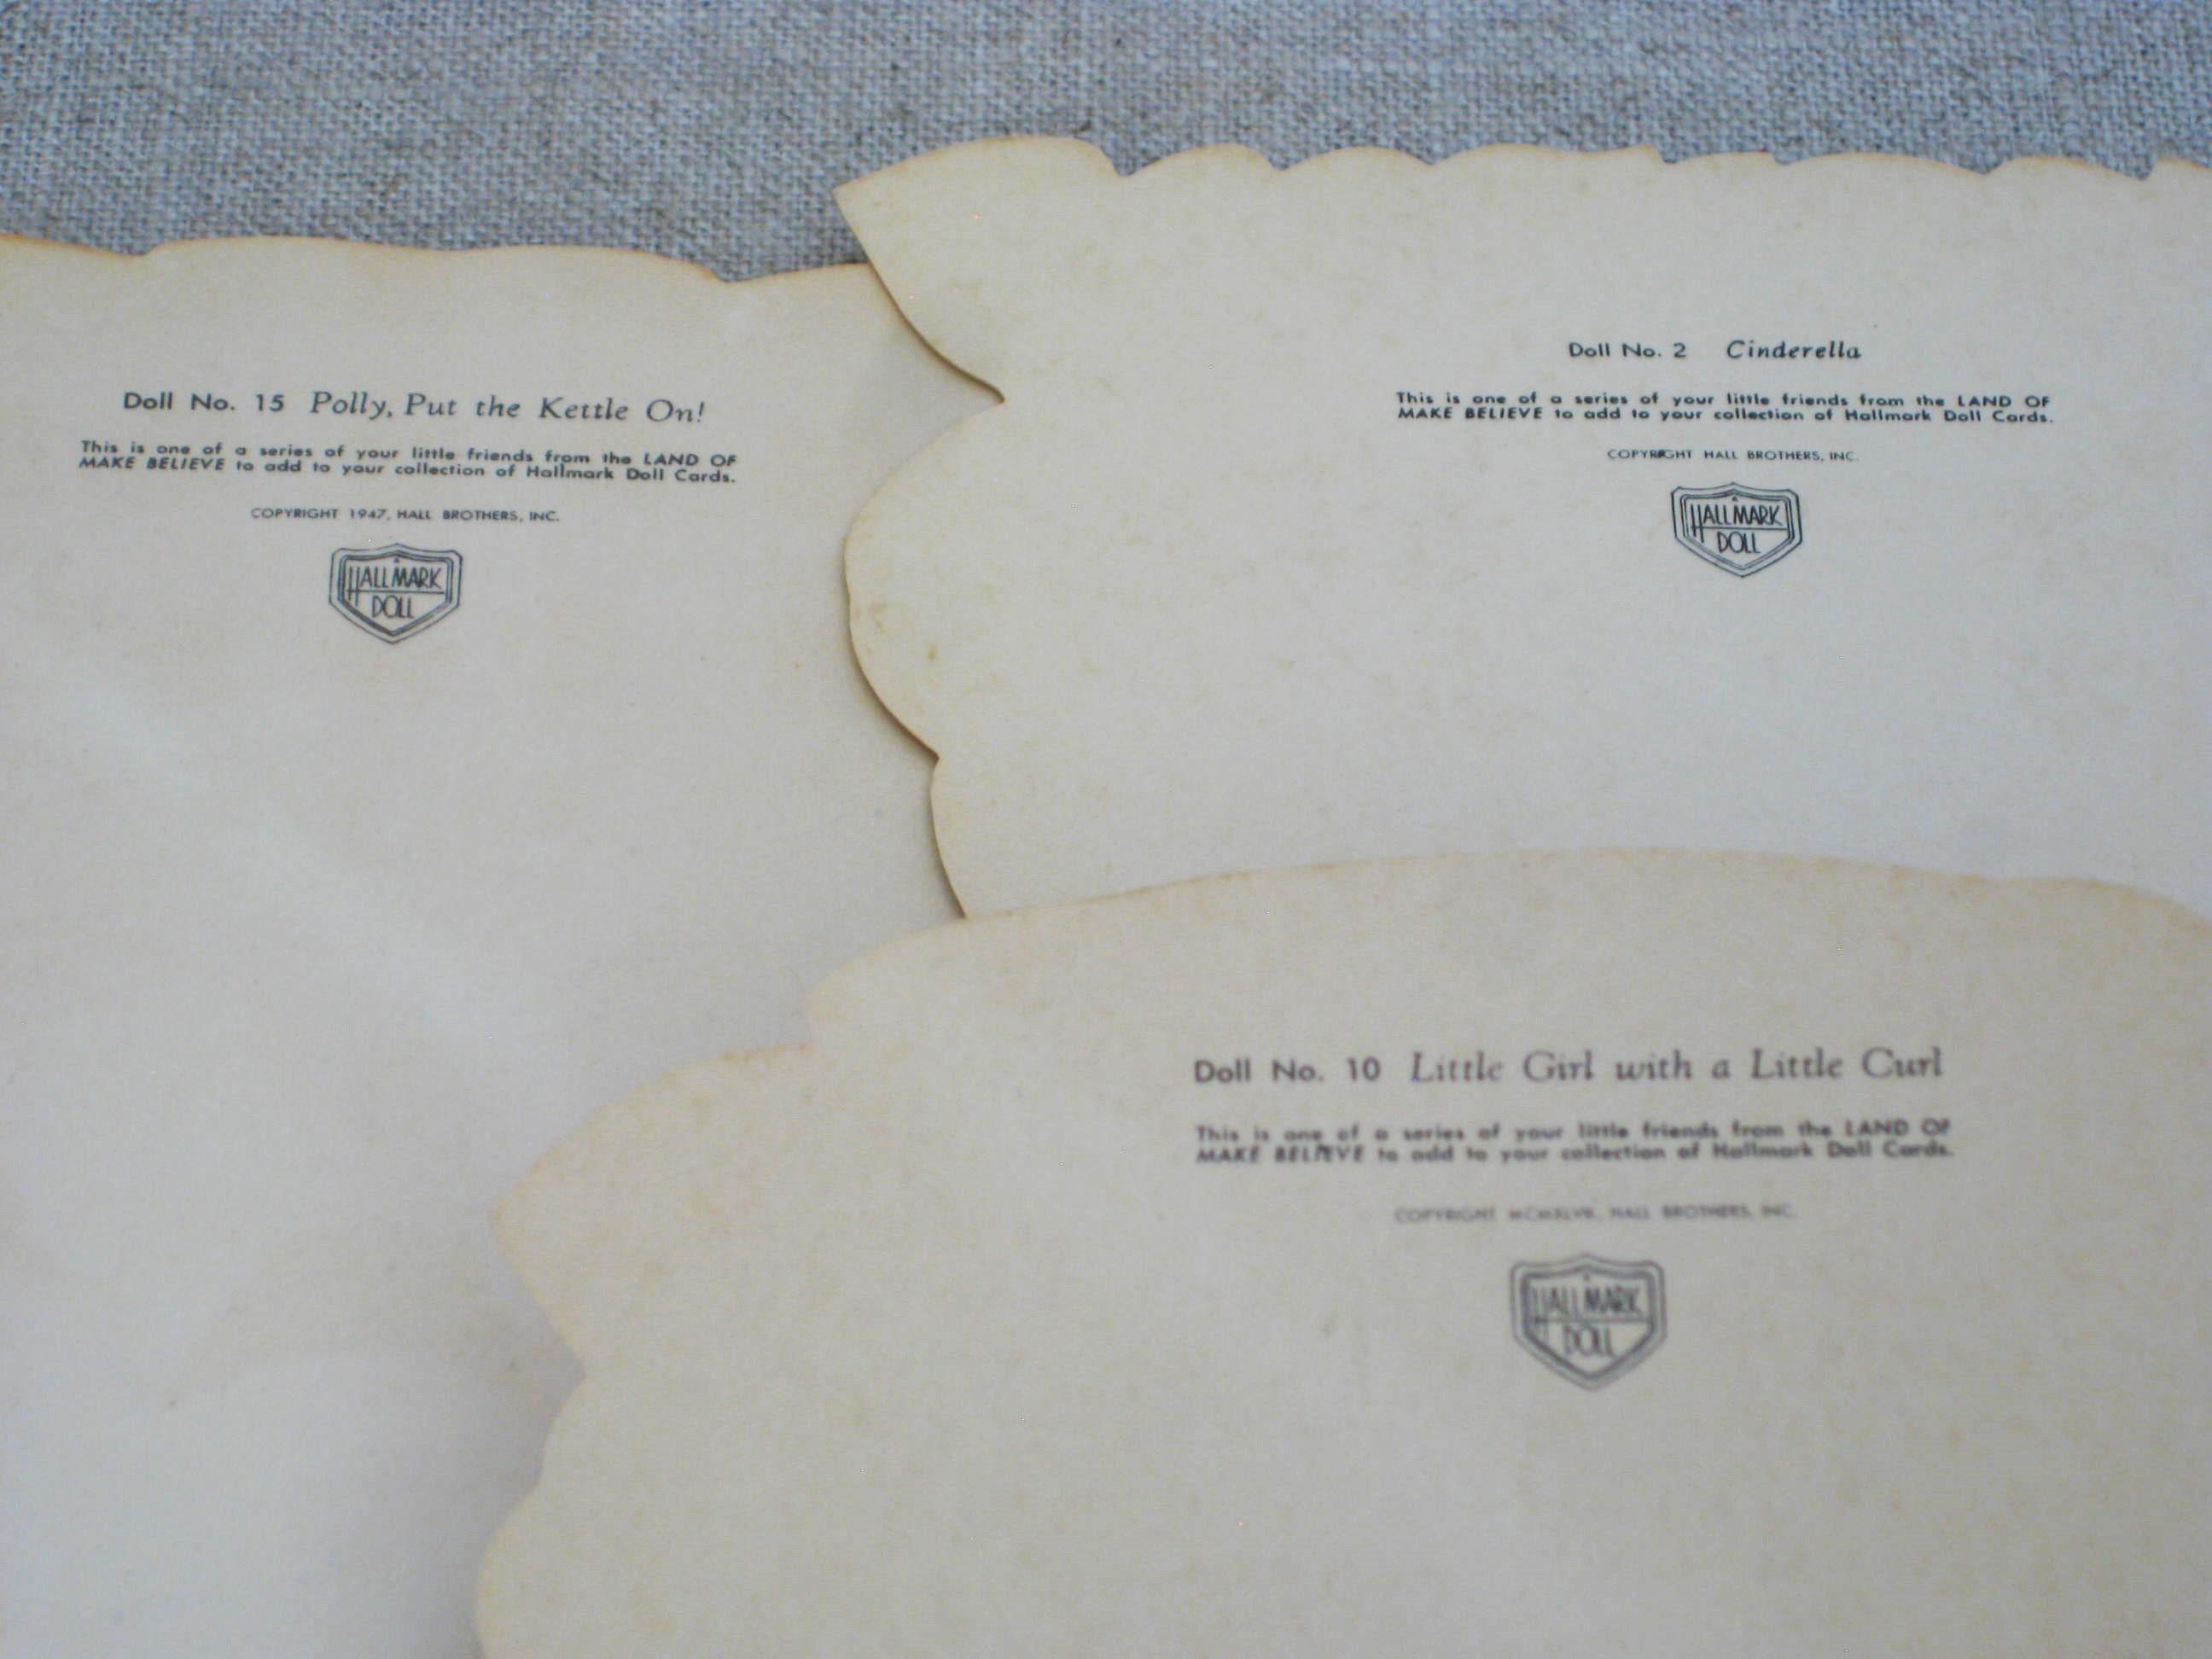 Doll No. 15 Polly, Put the Kettle On!
This is one of a series of your little friends from the LAND OF
MAKE BELIEVE to add to your collection of Hallmark Doll Cards.
COPYRIGHT 1947, HALL BROTHERS, INC.
HALLMARK
DOLL
Doll No. 2 Cinderella
This is one of a series of your little friends from the LAND OF
MAKE BELIEVE to add to your collection of Hallmark Doll Cards.
COPYRIGHT HALL BROTHERS, INC.
HALLMARK
DOLL
Doll No. 10 Little Girl with a Little Curl
This is one of a series of your little friends from the LAND OF
MAKE BELIEVE to add to your collection of Hallmark Doll Cards.
COPYRIGHT MCMXLVII, HALL BROTHERS, INC.
HALLMARK
DOLL